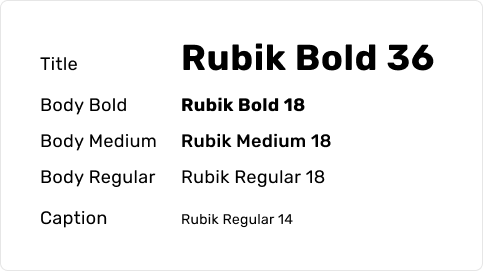 Title Rubik Bold 36
Body Bold Rubik Bold 18
Body Medium Rubik Medium 18
Body Regular Rubik Regular 18
Caption Rubik Regular 14